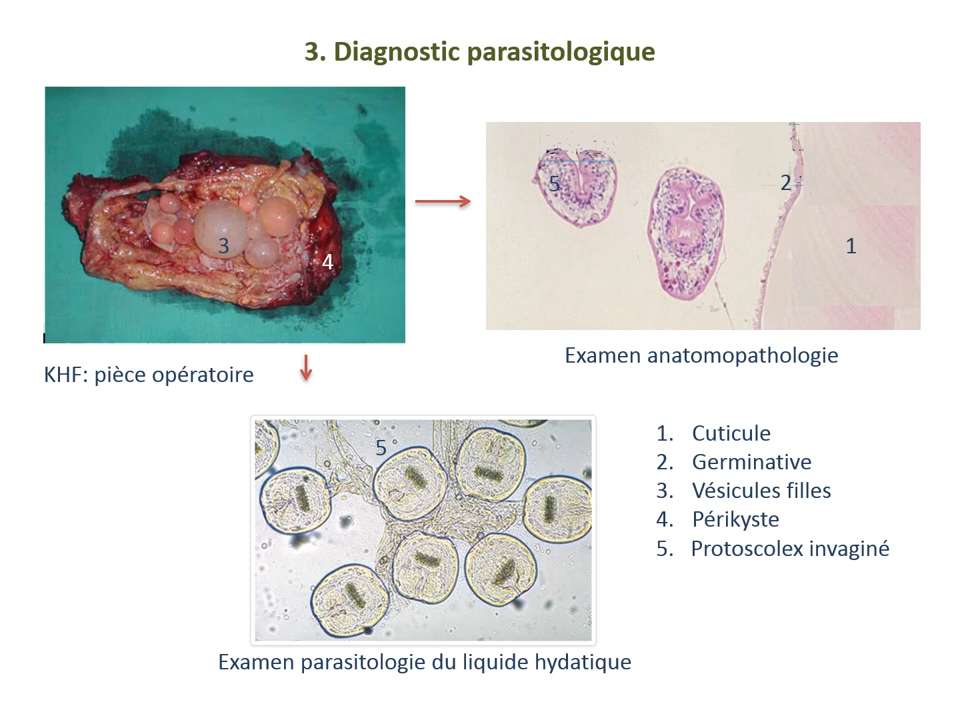 3. Diagnostic parasitologique
3
4
5
2
1
KHF: pièce opératoire
Examen anatomopathologie
5
1. Cuticule
2. Germinative
3. Vésicules filles
4. Périkyste
5. Protoscolex invaginé
Examen parasitologie du liquide hydatique